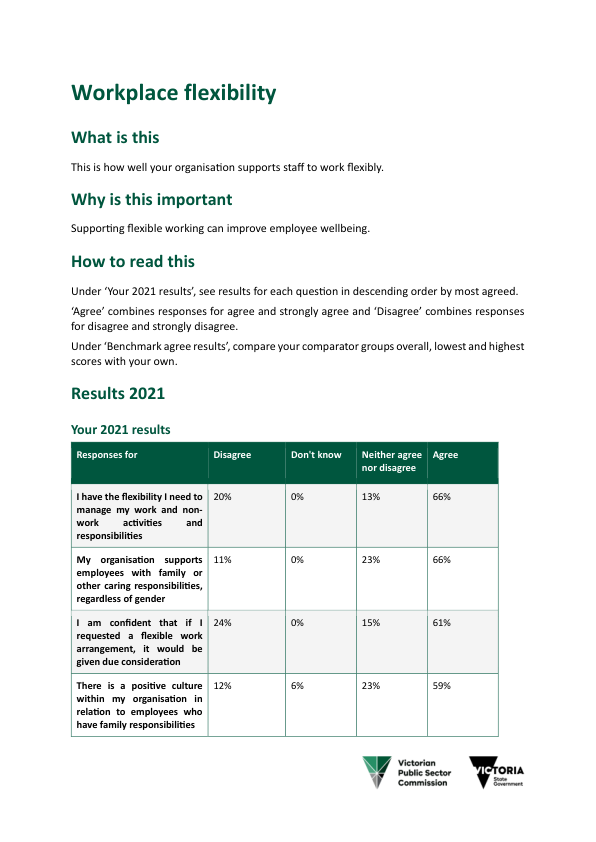 Workplace flexibility
What is this
This is how well your organisation supports staff to work flexibly.
Why is this important
Supporting flexible working can improve employee wellbeing.
How to read this
Under ‘Your 2021 results’, see results for each question in descending order by most agreed.
‘Agree’ combines responses for agree and strongly agree and ‘Disagree’ combines responses
for disagree and strongly disagree.
Under ‘Benchmark agree results’, compare your comparator groups overall, lowest and highest
scores with your own.
Results 2021
Your 2021 results
Responses for Disagree Don't know Neither agree Agree
nor disagree
I have the flexibility I need to 20% 0% 13% 66%
manage my work and non-
work activities and
responsibilities
My organisation supports 11% 0% 23% 66%
employees with family or
other caring responsibilities,
regardless of gender
I am confident that if I 24% 0% 15% 61%
requested a flexible work
arrangement, it would be
given due consideration
There is a positive culture 12% 6% 23% 59%
within my organisation in
relation to employees who
have family responsibilities
Victorian
Public Sector
Commission
VICTORIA
State
Government